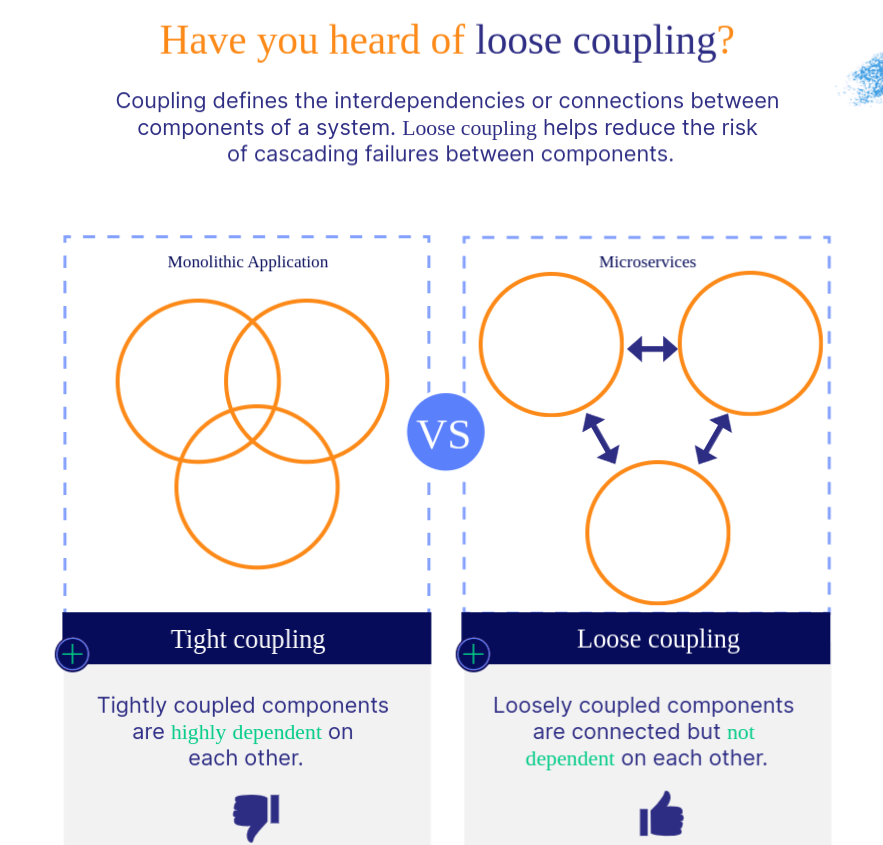 Have you heard of loose coupling?
Coupling defines the interdependencies or connections between
components of a system. Loose coupling helps reduce the risk
of cascading failures between components.
Monolithic Application
Microservices
VS
Tight coupling
Loose coupling
Tightly coupled components
are highly dependent on
each other.
Loosely coupled components
are connected but not
dependent on each other.